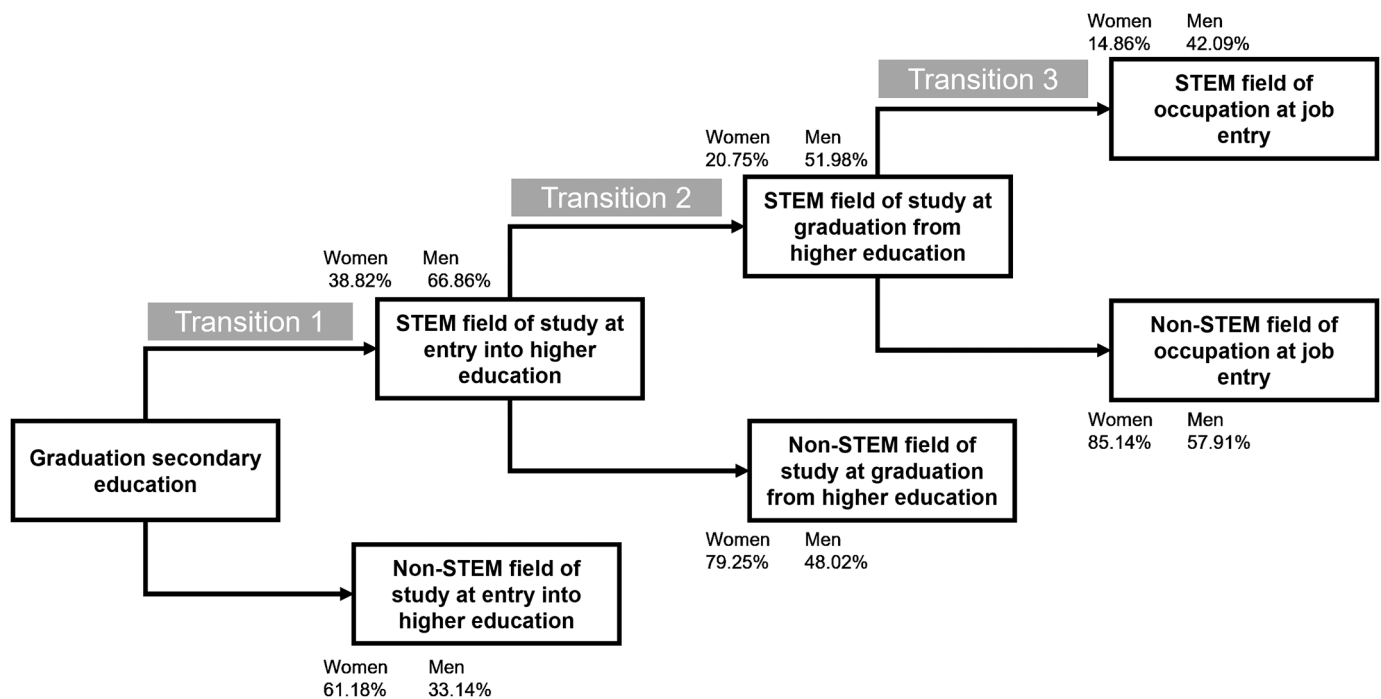 Women Men
14.86% 42.09%
Transition 3
STEM field of
occupation at job
entry
Women Men
20.75% 51.98%
Transition 2
STEM field of study at
graduation from
higher education
Women Men
38.82% 66.86%
Transition 1
STEM field of study at
entry into higher
education
Non-STEM field of
occupation at job
entry
Women Men
85.14% 57.91%
Graduation secondary
education
Non-STEM field of
study at graduation
from higher education
Women Men
79.25% 48.02%
Non-STEM field of
study at entry into
higher education
Women Men
61.18% 33.14%